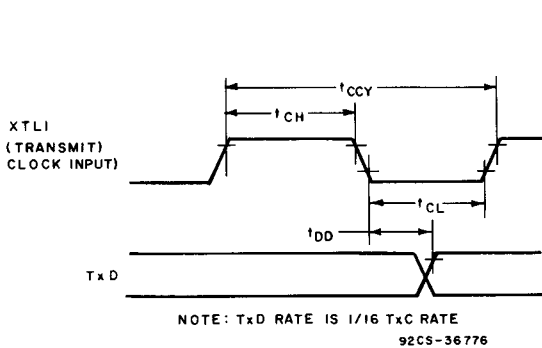 tCCY
tCH
XTLI
(TRANSMIT)
CLOCK INPUT)
tCL
tDD
TxD
NOTE: TxD RATE IS 1/16 TxC RATE
92CS-36776